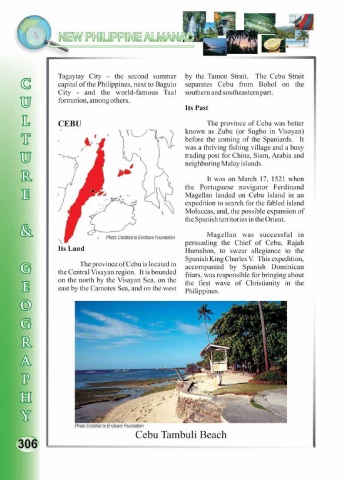 NEW PHILIPPINE ALMANAC
CULTURE & GEOGRAPHY
Tagaytay City – the second summer
capital of the Philippines, next to Baguio
City - and the world-famous Taal
formation, among others.
CEBU
Photo Credited to Enclaare Foundation
Its Land
The province of Cebu is located in
the Central Visayan region. It is bounded
on the north by the Visayan Sea, on the
east by the Camotes Sea, and on the west
by the Tamon Strait. The Cebu Strait
separates Cebu from Bohol on the
southern and southeastern part.
Its Past
The province of Cebu was better
known as Zubu (or Sugbo in Visayan)
before the coming of the Spaniards. It
was a thriving fishing village and a busy
trading post for China, Siam, Arabia and
neighboring Malay islands.
It was on March 17, 1521 when
the Portuguese navigator Ferdinand
Magellan landed on Cebu Island in an
expedition to search for the fabled island
Moluccas, and, the possible expansion of
the Spanish territories in the Orient.
Magellan was successful in
persuading the Chief of Cebu, Rajah
Humabon, to swear allegiance to the
Spanish King Charles V. This expedition,
accompanied by Spanish Dominican
friars, was responsible for bringing about
the first wave of Christianity in the
Philippines.
Photo Credited to Enclaare Foundation
Cebu Tambuli Beach
306